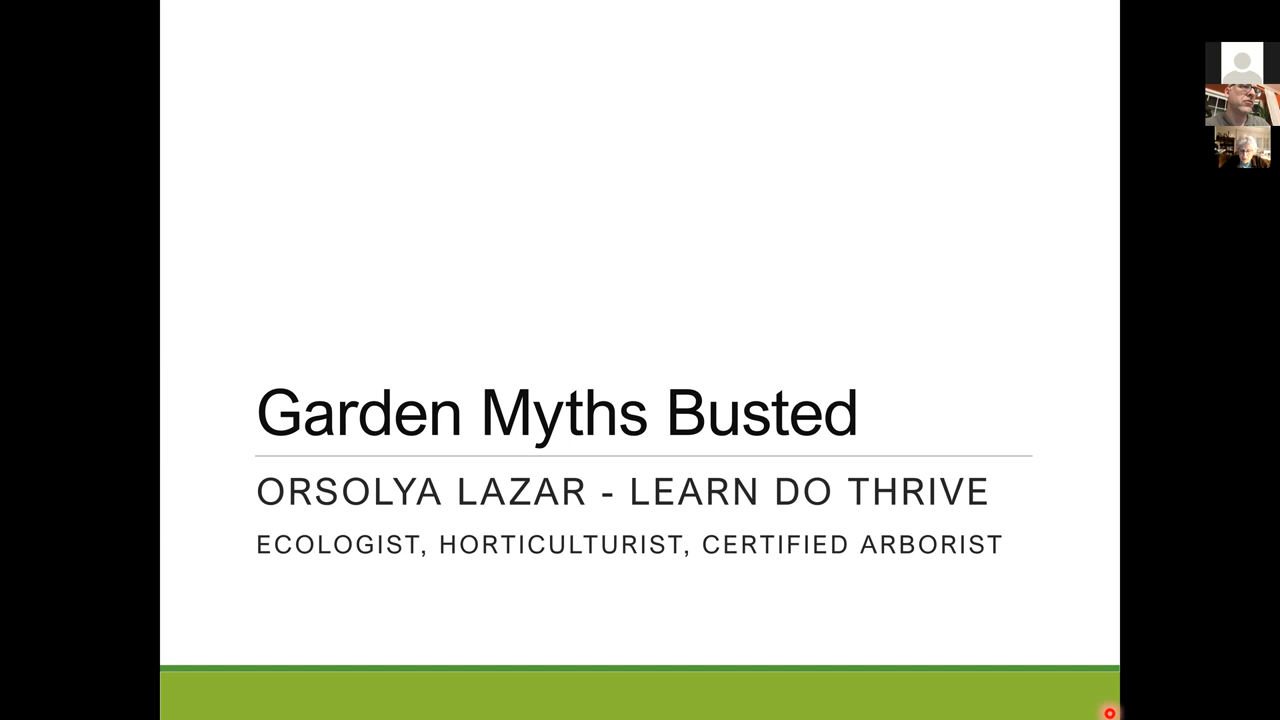 Garden Myths Busted
ORSOLYA LAZAR - LEARN DO THRIVE
ECOLOGIST, HORTICULTURIST, CERTIFIED ARBORIST